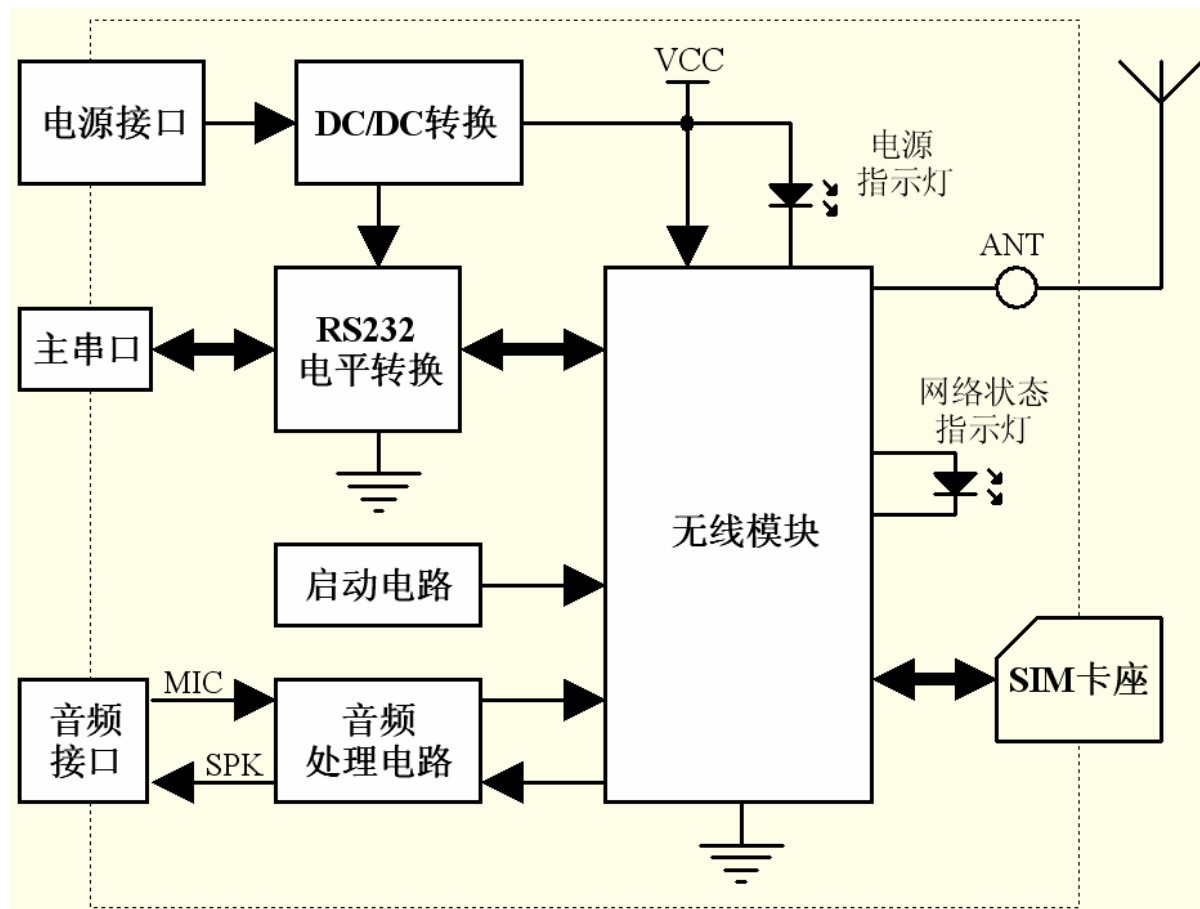 VCC
电源接口
DC/DC转换
电源
指示灯
ANT
主串口
RS232
电平转换
网络状态
指示灯
无线模块
启动电路
MIC
SPK
音频
接口
音频
处理电路
SIM卡座